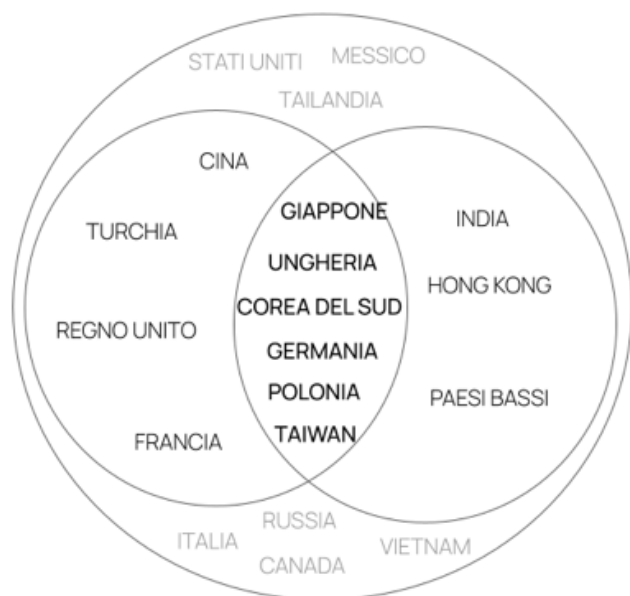 STATI UNITI
MESSICO
TAILANDIA
CINA
GIAPPONE
TURCHIA
INDIA
UNGHERIA
HONG KONG
COREA DEL SUD
REGNO UNITO
GERMANIA
POLONIA
PAESI BASSI
TAIWAN
FRANCIA
RUSSIA
ITALIA
VIETNAM
CANADA